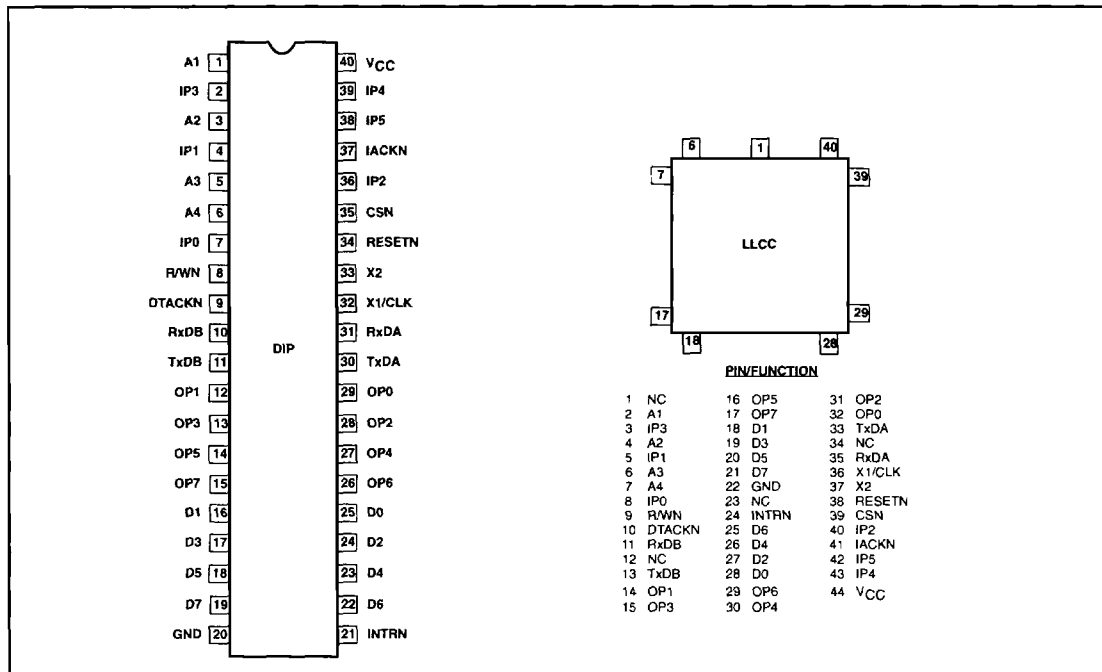 A1 1 40 VCC
IP3 2 39 IP4
A2 3 38 IP5
IP1 4 37 IACKN
A3 5 36 IP2
A4 6 35 CSN
IP0 7 34 RESETN
R/WN 8 33 X2
DTACKN 9 32 X1/CLK
RxDB 10 31 RxDA
TxDB 11 30 TxDA
OP1 12 29 OP0
OP3 13 28 OP2
OP5 14 27 OP4
OP7 15 26 OP6
D1 16 25 D0
D3 17 24 D2
D5 18 23 D4
D7 19 22 D6
GND 20 21 INTRN
DIP
6 1 40
7 39
LLCC
17 29
18 28
PIN/FUNCTION
1 NC 16 OP5 31 OP2
2 A1 17 OP7 32 OP0
3 IP3 18 D1 33 TxDA
4 A2 19 D3 34 NC
5 IP1 20 D5 35 RxDA
6 A3 21 D7 36 X1/CLK
7 A4 22 GND 37 X2
8 IP0 23 NC 38 RESETN
9 R/WN 24 INTRN 39 CSN
10 DTACKN 25 D6 40 IP2
11 RxDB 26 D4 41 IACKN
12 NC 27 D2 42 IP5
13 TxDB 28 D0 43 IP4
14 OP1 29 OP6 44 VCC
15 OP3 30 OP4